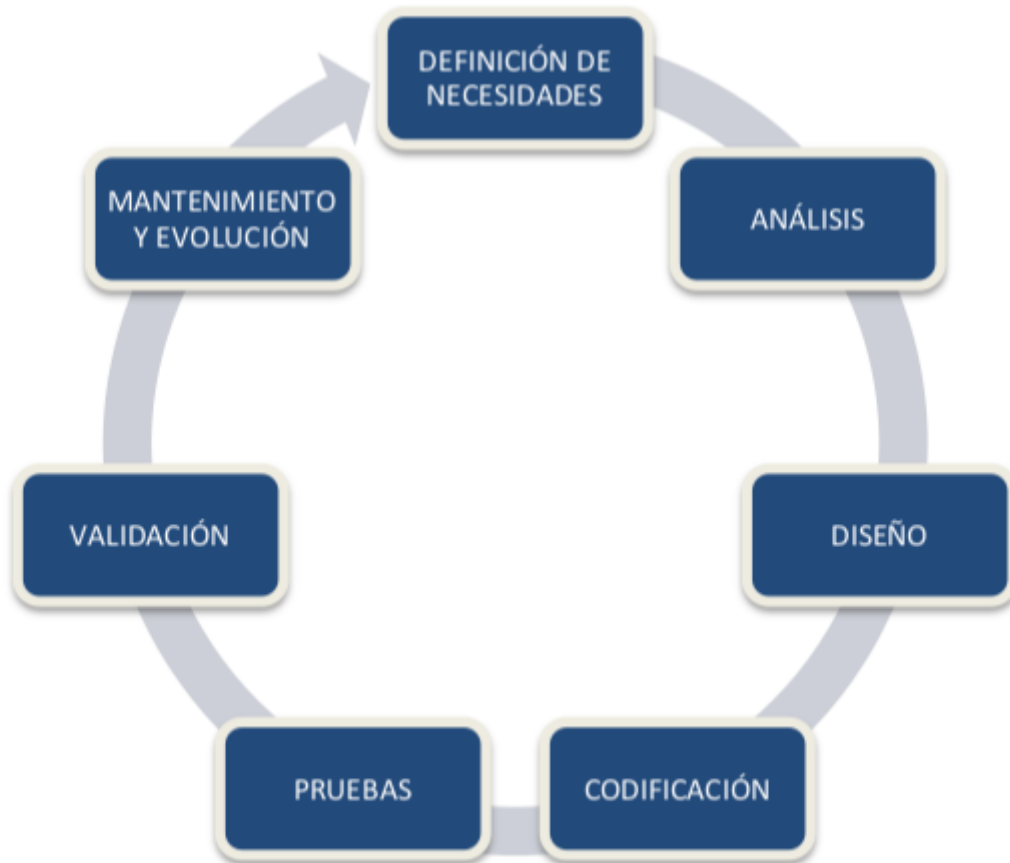 DEFINICIÓN DE
NECESIDADES
ANÁLISIS
DISEÑO
CODIFICACIÓN
PRUEBAS
VALIDACIÓN
MANTENIMIENTO
Y EVOLUCIÓN